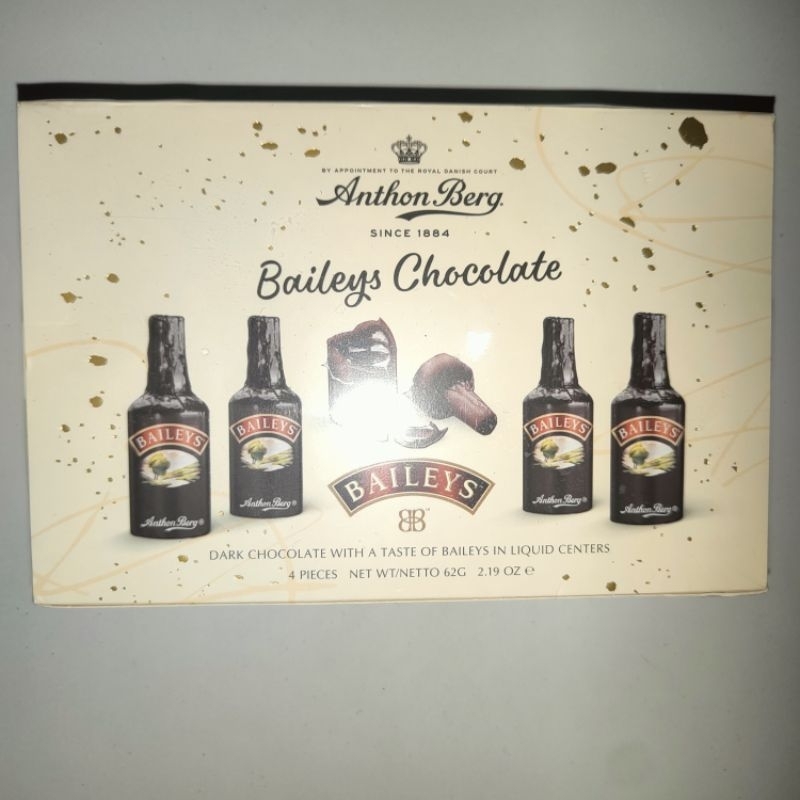 BY APPOINTMENT TO THE ROYAL DANISH COURT
Anthon Berg
SINCE 1884
Baileys Chocolate
BAILEYS
Anthon Berg®
BAILEYS
Anthon Berg®
BAILEYS
Anthon Berg®
BAILEYS
Anthon Berg®
BAILEYS™
BB
DARK CHOCOLATE WITH A TASTE OF BAILEYS IN LIQUID CENTERS
4 PIECES NET WT/NETTO 62G 2.19 OZ ℮